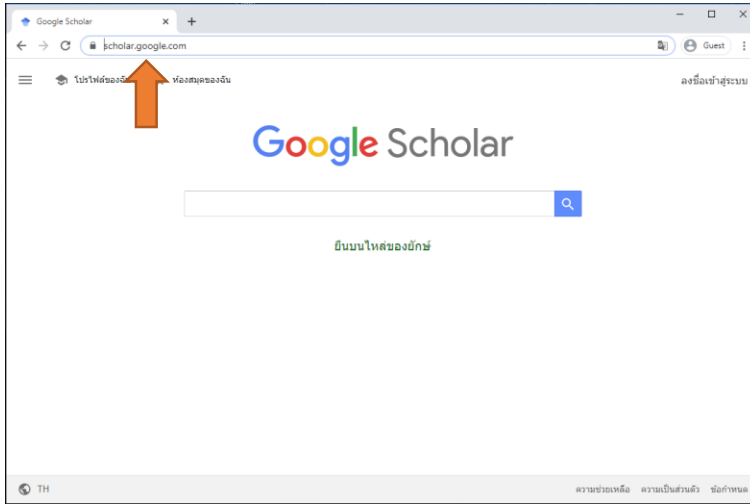 Google Scholar
scholar.google.com
Guest
โปรไฟล์ของฉัน ห้องสมุดของฉัน
ลงชื่อเข้าสู่ระบบ
Google Scholar
ยืนบนไหล่ของยักษ์
TH
ความช่วยเหลือ ความเป็นส่วนตัว ข้อกำหนด